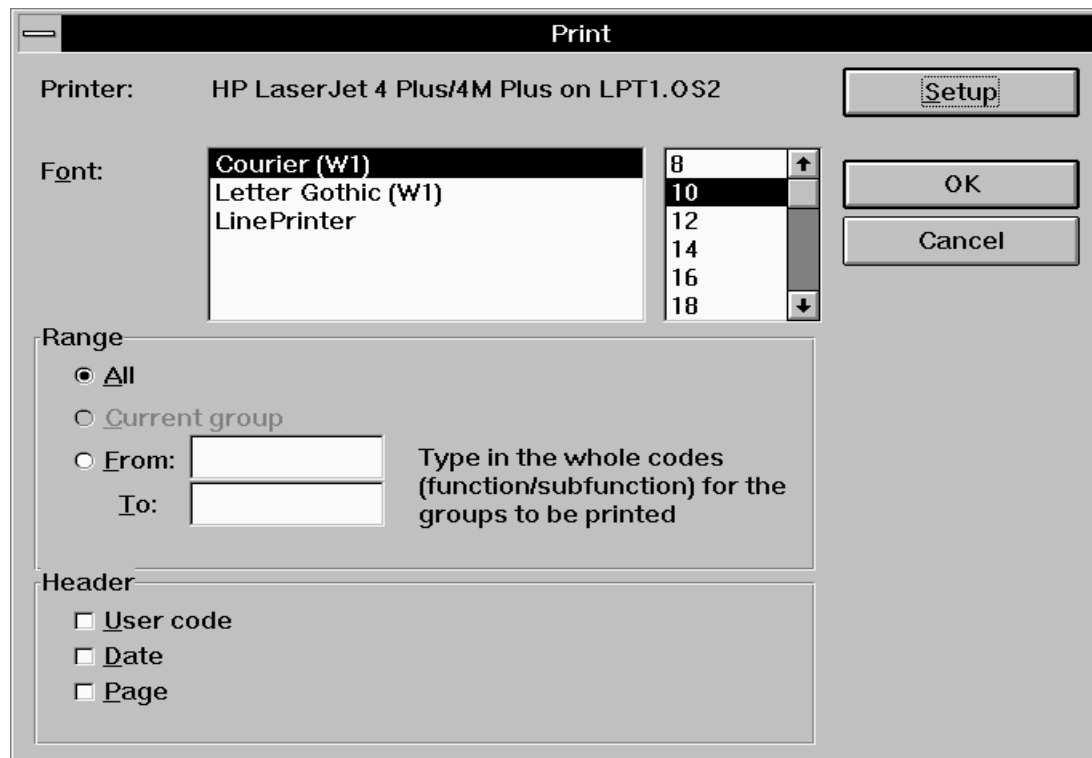 Print
Printer: HP LaserJet 4 Plus/4M Plus on LPT1.OS2
Setup
Font:
Courier (W1)
Letter Gothic (W1)
LinePrinter
8
10
12
14
16
18
OK
Cancel
Range
All
Current group
From:
To:
Type in the whole codes
(function/subfunction) for the
groups to be printed
Header
User code
Date
Page